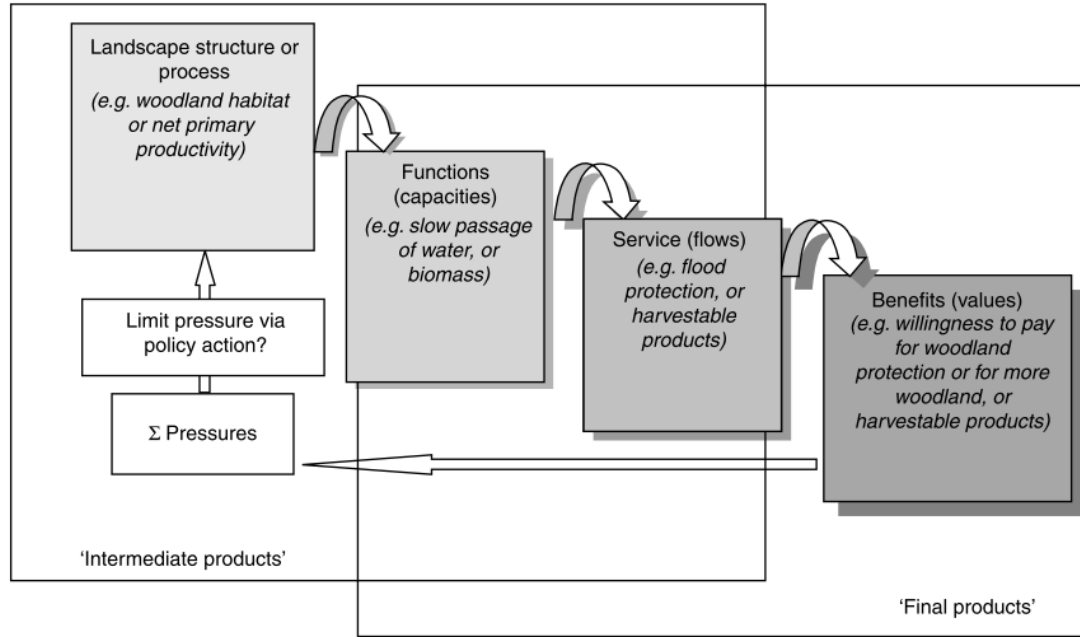 Landscape structure or
process
(e.g. woodland habitat
or net primary
productivity)
Functions
(capacities)
(e.g. slow passage
of water, or
biomass)
Service (flows)
(e.g. flood
protection, or
harvestable
products)
Benefits (values)
(e.g. willingness to pay
for woodland
protection or for more
woodland, or
harvestable products)
Limit pressure via
policy action?
Σ Pressures
‘Intermediate products’
‘Final products’